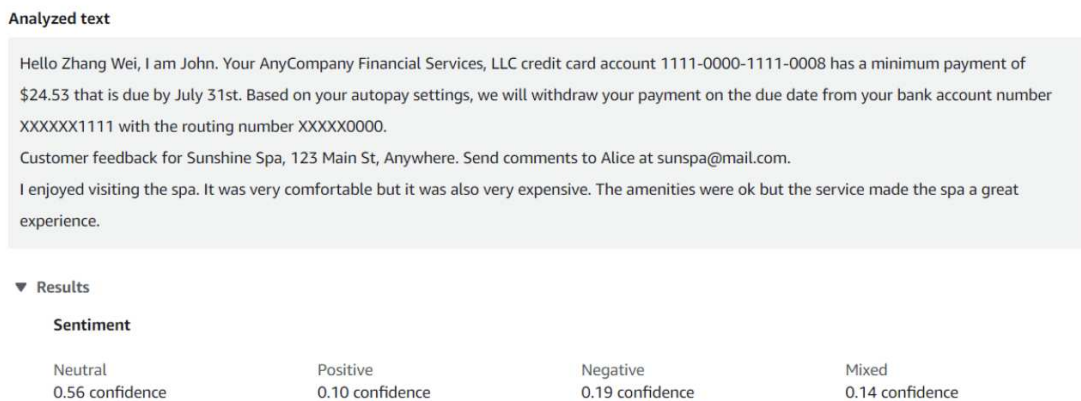 Analyzed text
Hello Zhang Wei, I am John. Your AnyCompany Financial Services, LLC credit card account 1111-0000-1111-0008 has a minimum payment of
$24.53 that is due by July 31st. Based on your autopay settings, we will withdraw your payment on the due date from your bank account number
XXXXXX1111 with the routing number XXXXX0000.
Customer feedback for Sunshine Spa, 123 Main St, Anywhere. Send comments to Alice at sunspa@mail.com.
I enjoyed visiting the spa. It was very comfortable but it was also very expensive. The amenities were ok but the service made the spa a great
experience.
▼ Results
Sentiment
Neutral Positive Negative Mixed
0.56 confidence 0.10 confidence 0.19 confidence 0.14 confidence